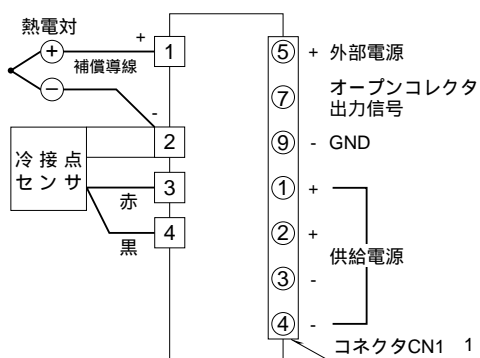 熱電対
+
+
−
補償導線
-
1
2
冷接点
センサ
3
赤
4
黒
⑤ + 外部電源
⑦ オープンコレクタ
出力信号
⑨ - GND
① +
② +
供給電源
③ -
④ -
コネクタCN1 1